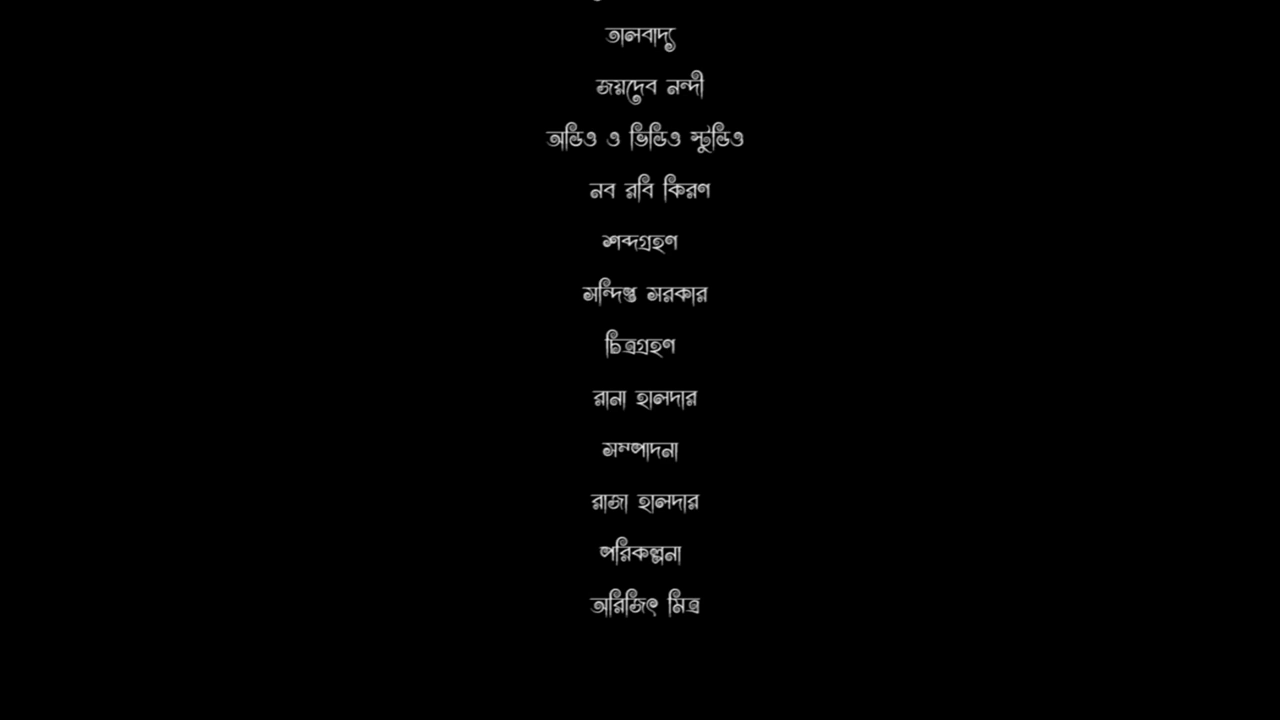 তালবাদ্য
জয়দেব নন্দী
অডিও ও ভিডিও স্টুডিও
নব রবি কিরণ
শব্দগ্রহণ
সন্দিপ্ত সরকার
চিত্রগ্রহণ
রানা হালদার
সম্পাদনা
রাজা হালদার
পরিকল্পনা
অরিজিৎ মিত্র